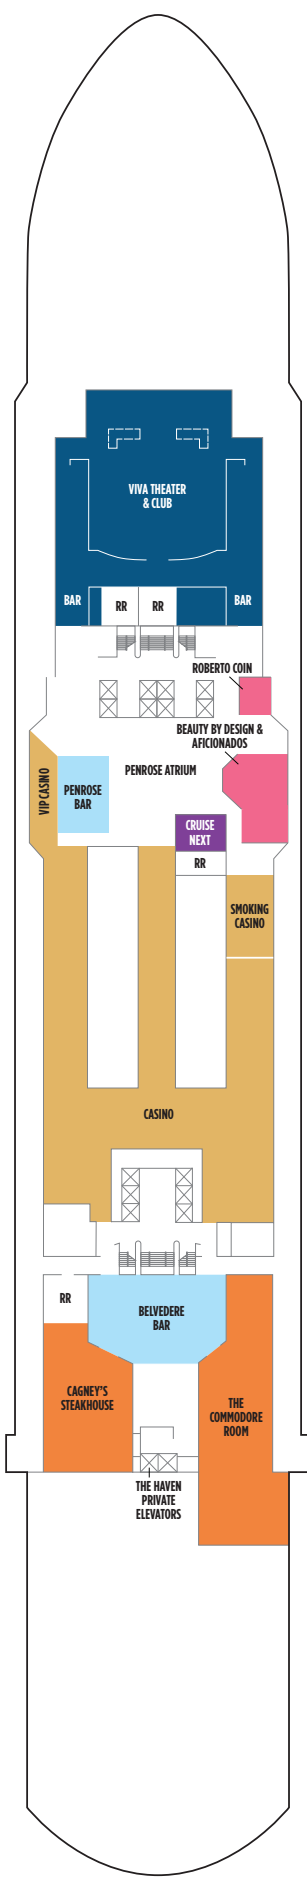 VIVA THEATER
& CLUB
BAR
RR
RR
BAR
ROBERTO COIN
BEAUTY BY DESIGN &
AFICIONADOS
PENROSE ATRIUM
VIP CASINO
PENROSE
BAR
CRUISE
NEXT
RR
SMOKING
CASINO
CASINO
RR
BELVEDERE
BAR
CAGNEY'S
STEAKHOUSE
THE
COMMODORE
ROOM
THE HAVEN
PRIVATE
ELEVATORS